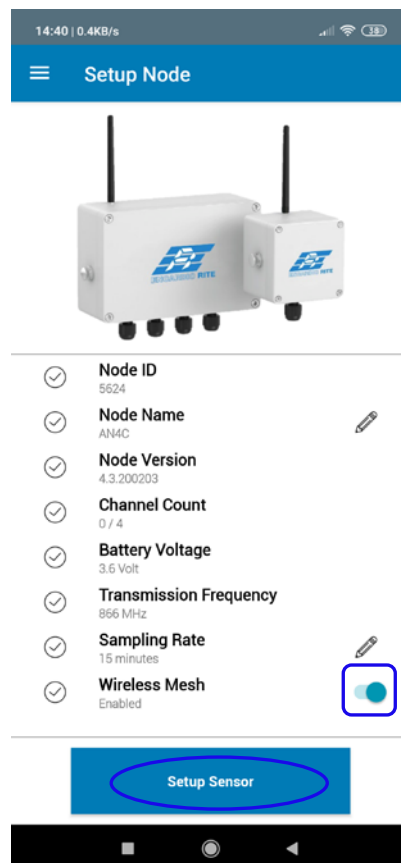 14:40 | 0.4KB/s
38
Setup Node
RITE
RITE
Node ID
5624
Node Name
AN4C
Node Version
4.3.200203
Channel Count
0 / 4
Battery Voltage
3.6 Volt
Transmission Frequency
866 MHz
Sampling Rate
15 minutes
Wireless Mesh
Enabled
Setup Sensor